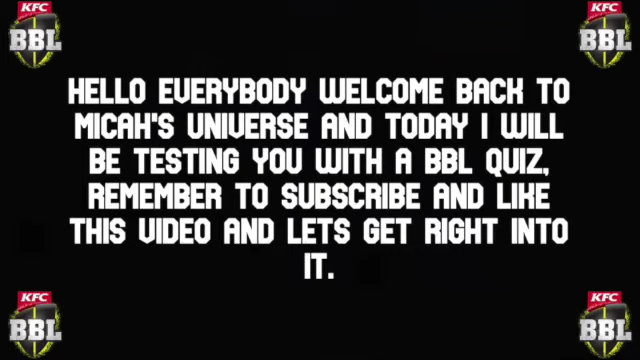 KFC
BBL
KFC
BBL
HELLO EVERYBODY WELCOME BACK TO
MICAH'S UNIVERSE AND TODAY I WILL
BE TESTING YOU WITH A BBL QUIZ,
REMEMBER TO SUBSCRIBE AND LIKE
THIS VIDEO AND LETS GET RIGHT INTO
IT.
KFC
BBL
KFC
BBL